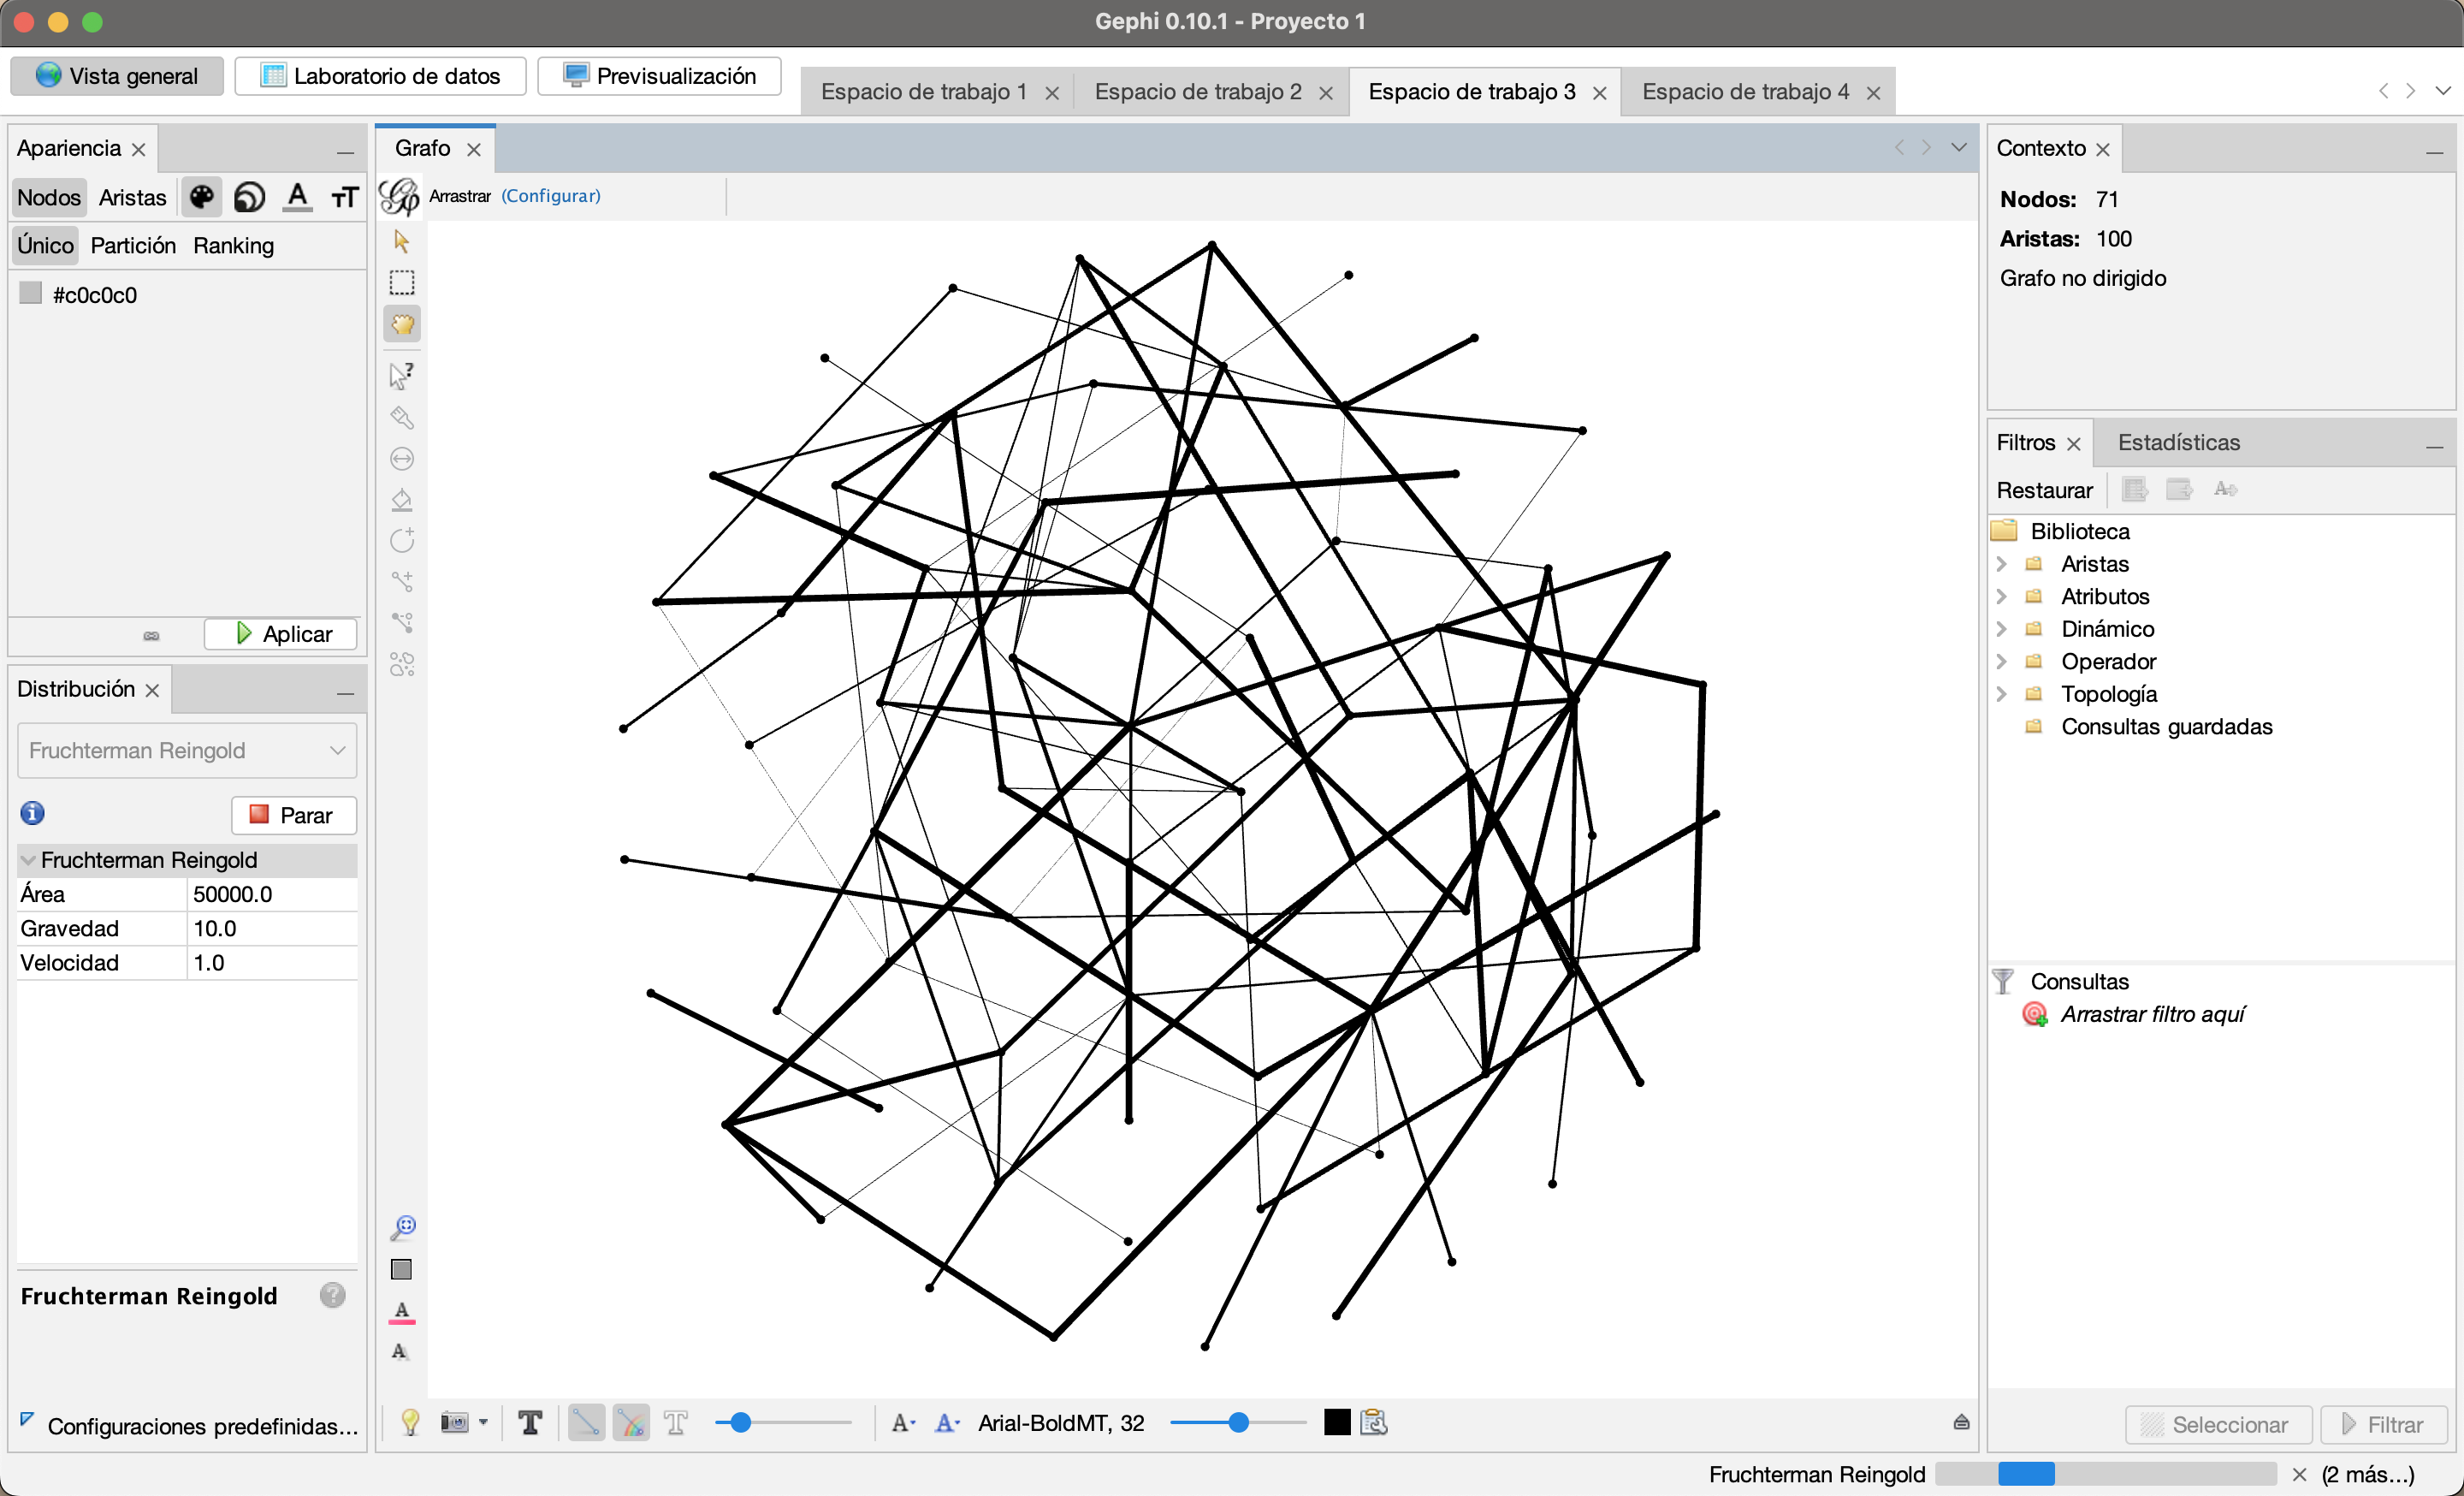 Gephi 0.10.1 - Proyecto 1
Vista general
Laboratorio de datos
Previsualización
Espacio de trabajo 1
Espacio de trabajo 2
Espacio de trabajo 3
Espacio de trabajo 4
Apariencia
Nodos Aristas A TT
Único Partición Ranking
#c0c0c0
Aplicar
Distribución
Fruchterman Reingold
Parar
Fruchterman Reingold
Área 50000.0
Gravedad 10.0
Velocidad 1.0
Fruchterman Reingold ?
Configuraciones predefinidas...
Grafo
Arrastrar (Configurar)
A
A
T T A A Arial-BoldMT, 32
Contexto
Nodos: 71
Aristas: 100
Grafo no dirigido
Filtros Estadísticas
Restaurar
Biblioteca
Aristas
Atributos
Dinámico
Operador
Topología
Consultas guardadas
Consultas
Arrastrar filtro aquí
Seleccionar Filtrar
Fruchterman Reingold (2 más...)